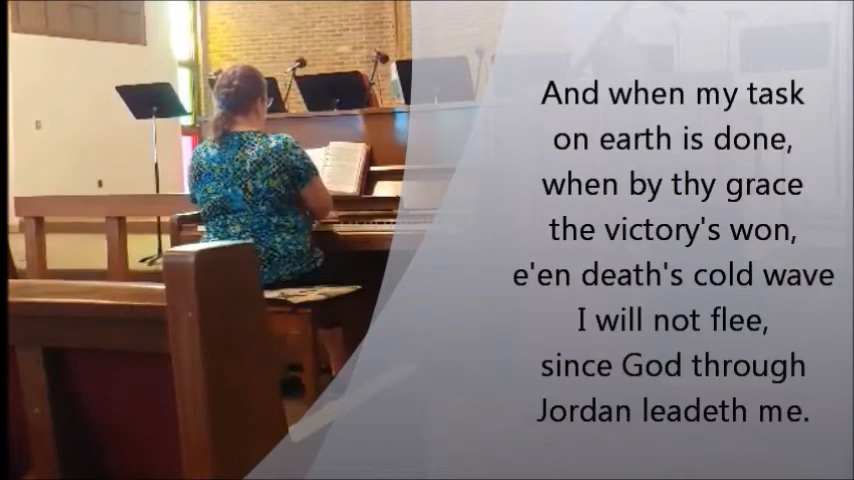 And when my task
on earth is done,
when by thy grace
the victory's won,
e'en death's cold wave
I will not flee,
since God through
Jordan leadeth me.